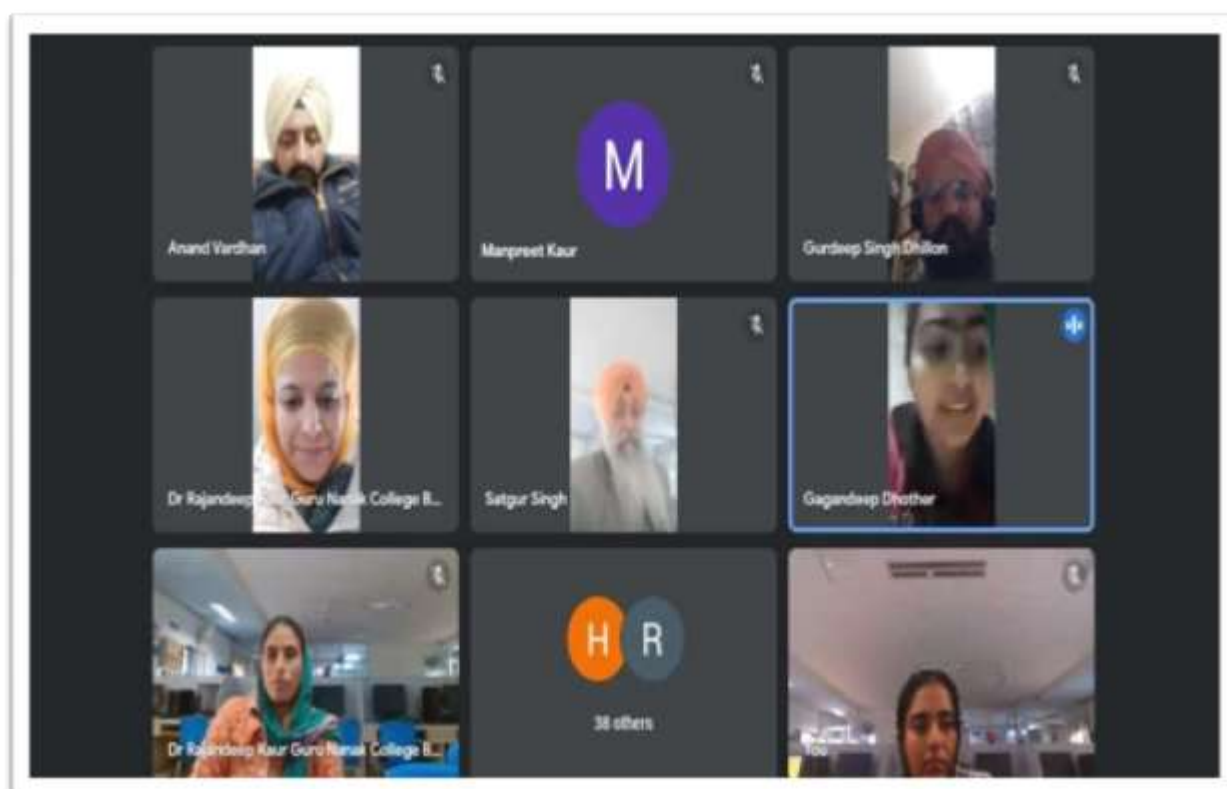 Anand Vardhan
M
Manpreet Kaur
Gurdeep Singh Dhillon
Dr Rajandeep Kaur Guru Nanak College B...
Satgur Singh
Gagandeep Dhother
Dr Rajandeep Kaur Guru Nanak College B...
H R
38 others
You